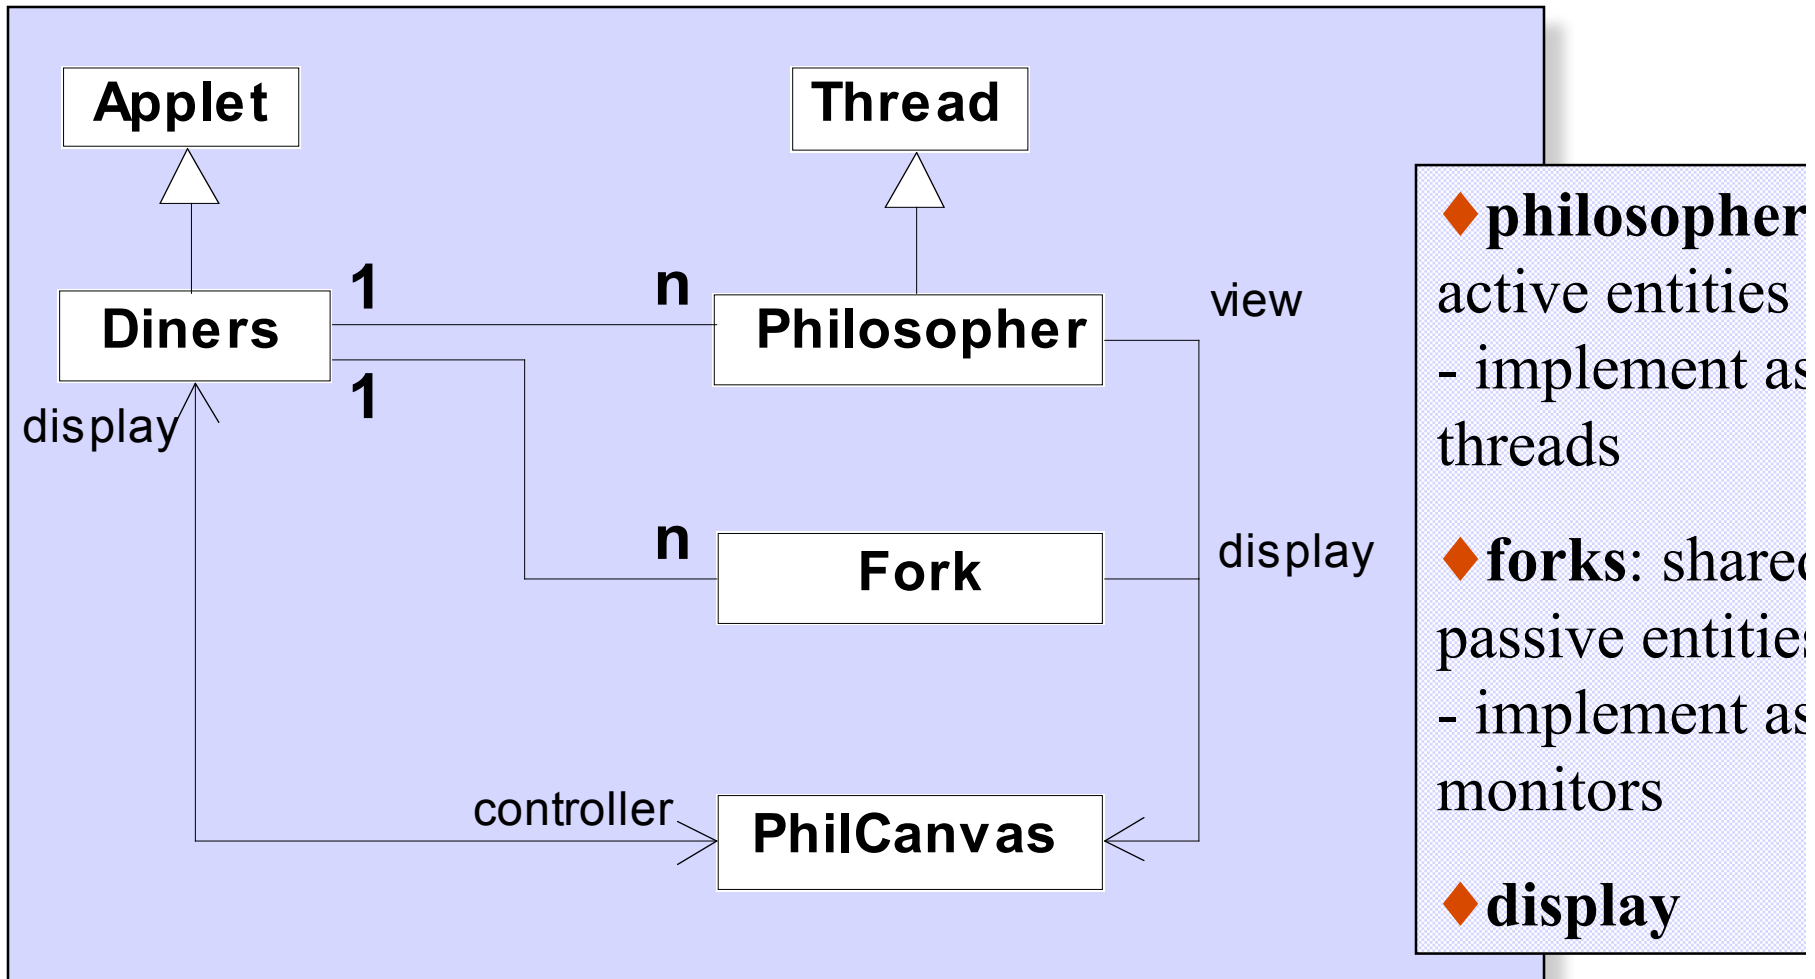 Applet
Thread
1
n
Diners
Philosopher
view
1
display
n
Fork
display
controller
PhilCanvas
♦philosopher
active entities
- implement as
threads
♦forks: shared
passive entities
- implement as
monitors
♦display